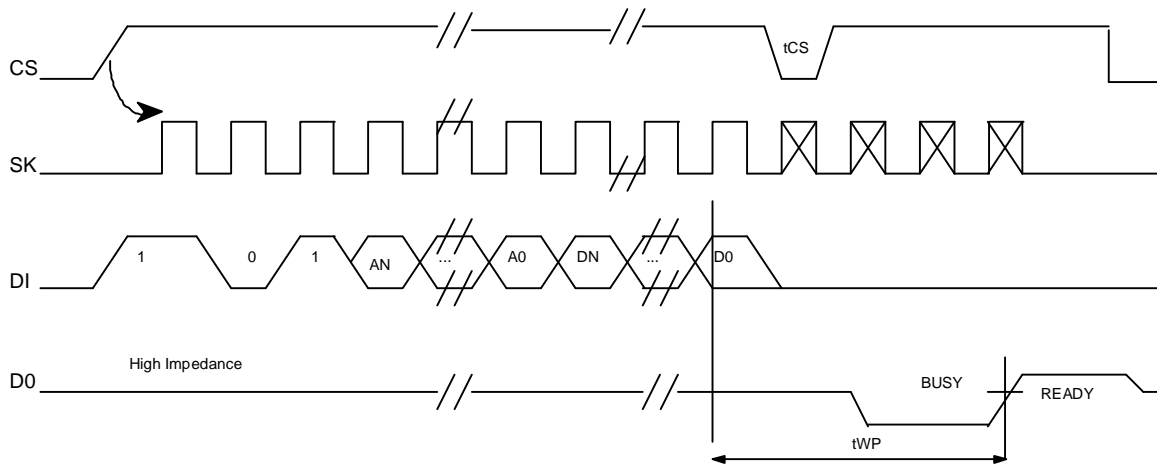 CS
tCS
SK
1 0 1 AN ... A0 DN ... D0
DI
High Impedance
D0
BUSY
READY
tWP